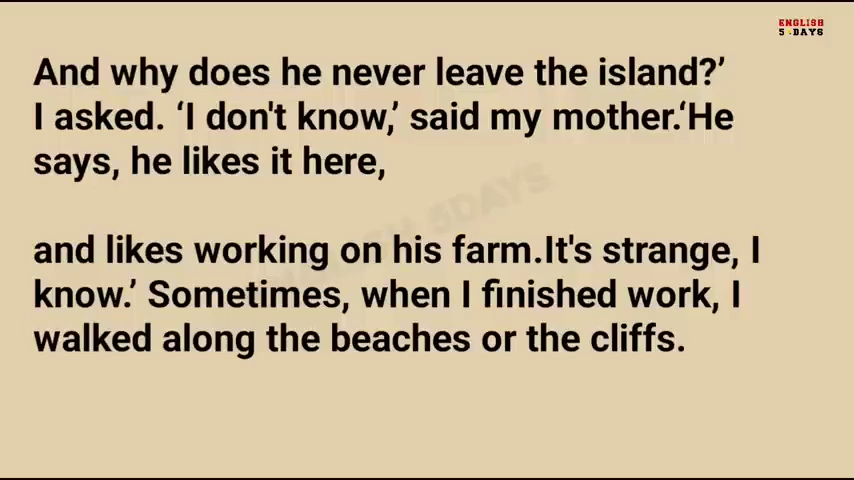 ENGLISH
5 DAYS
And why does he never leave the island?’
I asked. ‘I don't know,’ said my mother.‘He
says, he likes it here,
and likes working on his farm.It's strange, I
know.’ Sometimes, when I finished work, I
walked along the beaches or the cliffs.
ENGLISH 5DAYS